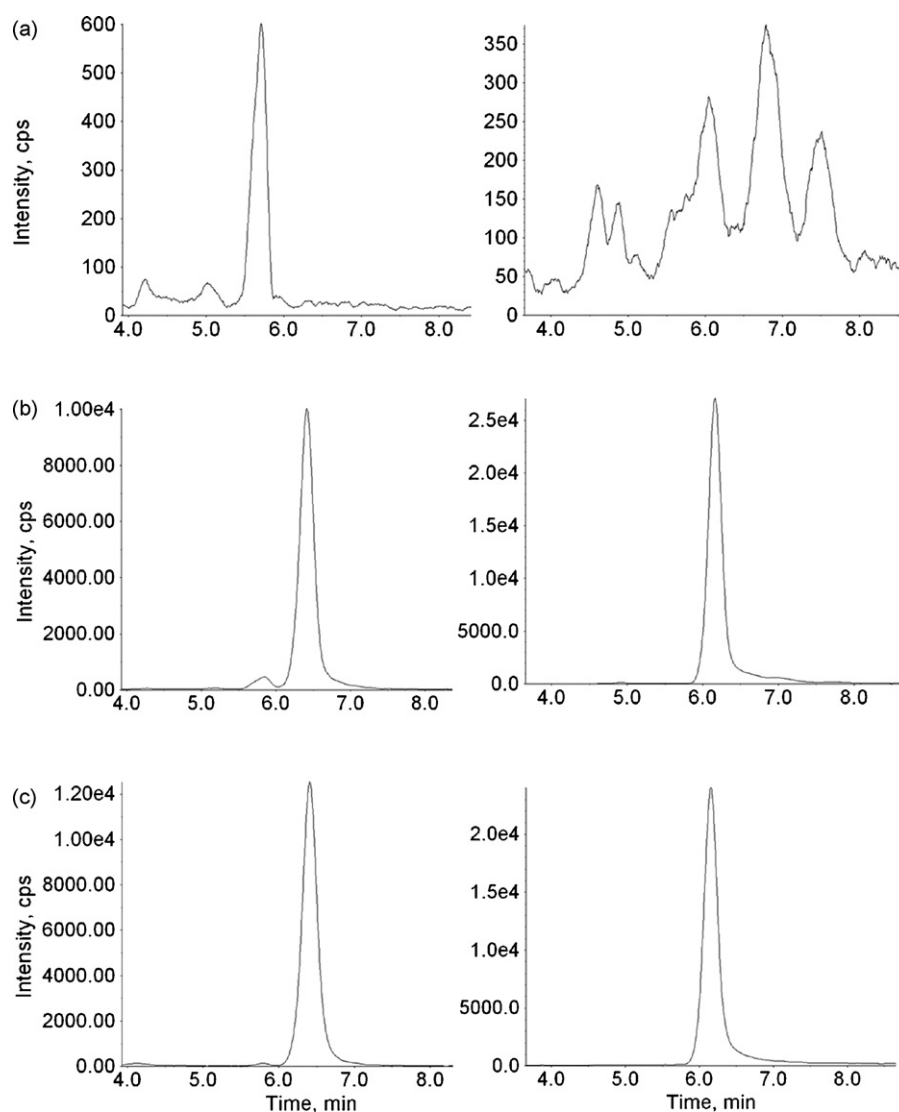 (a)
600
500
400
300
200
100
0
Intensity, cps
4.0 5.0 6.0 7.0 8.0
350
300
250
200
150
100
50
0
4.0 5.0 6.0 7.0 8.0
(b)
1.00e4
8000.00
6000.00
4000.00
2000.00
0.00
Intensity, cps
4.0 5.0 6.0 7.0 8.0
2.5e4
2.0e4
1.5e4
1.0e4
5000.0
0.0
4.0 5.0 6.0 7.0 8.0
(c)
1.20e4
1.00e4
8000.00
6000.00
4000.00
2000.00
0.00
Intensity, cps
4.0 5.0 6.0 7.0 8.0
Time, min
2.0e4
1.5e4
1.0e4
5000.0
0.0
4.0 5.0 6.0 7.0 8.0
Time, min